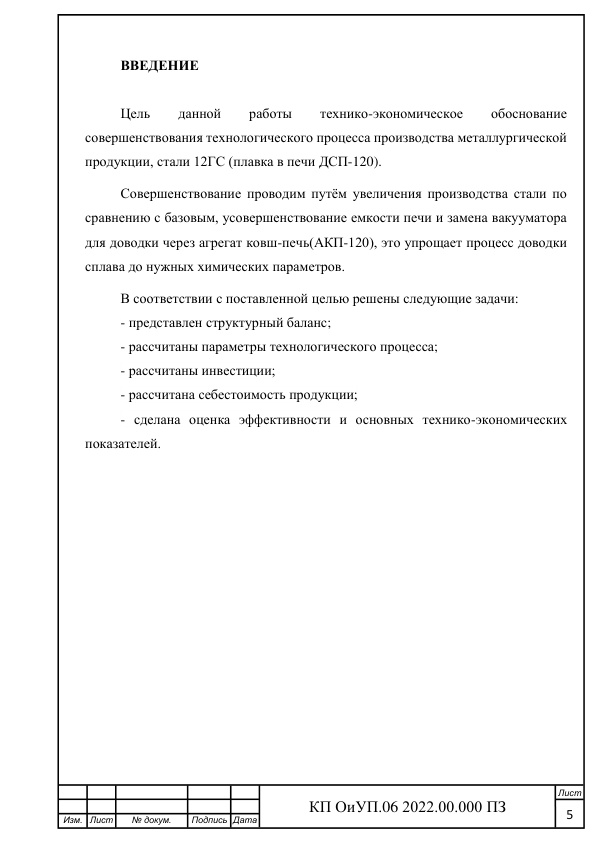 ВВЕДЕНИЕ
Цель данной работы технико-экономическое обоснование
совершенствования технологического процесса производства металлургической
продукции, стали 12ГС (плавка в печи ДСП-120).
Совершенствование проводим путём увеличения производства стали по
сравнению с базовым, усовершенствование емкости печи и замена вакууматора
для доводки через агрегат ковш-печь(АКП-120), это упрощает процесс доводки
сплава до нужных химических параметров.
В соответствии с поставленной целью решены следующие задачи:
- представлен структурный баланс;
- рассчитаны параметры технологического процесса;
- рассчитаны инвестиции;
- рассчитана себестоимость продукции;
- сделана оценка эффективности и основных технико-экономических
показателей.
Изм. Лист № докум. Подпись Дата
КП ОиУП.06 2022.00.000 ПЗ
Лист
5